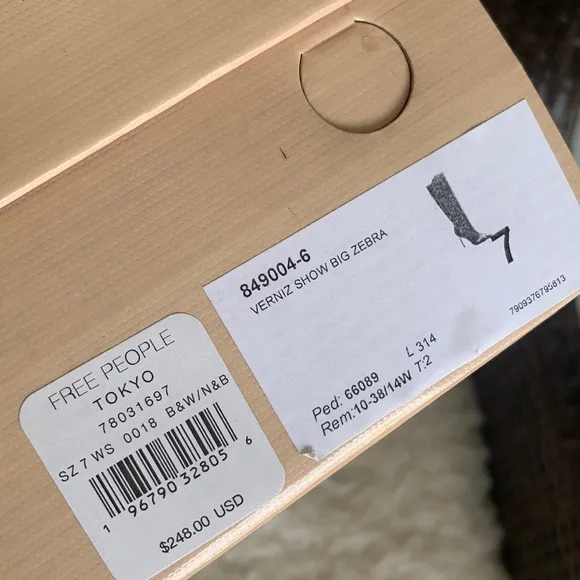 849004-6
VERNIZ SHOW BIG ZEBRA
7
7909376795813
Ped: 66089 L 314
Rem:10-38/14W T:2
FREE PEOPLE
TOKYO
78031697
SZ 7 WS 0018 B&W/N&B
1 96790 32805 6
$248.00 USD